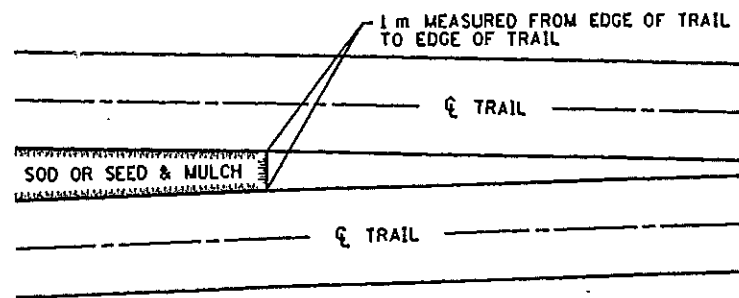 1 m MEASURED FROM EDGE OF TRAIL
TO EDGE OF TRAIL
℄ TRAIL
SOD OR SEED & MULCH
℄ TRAIL